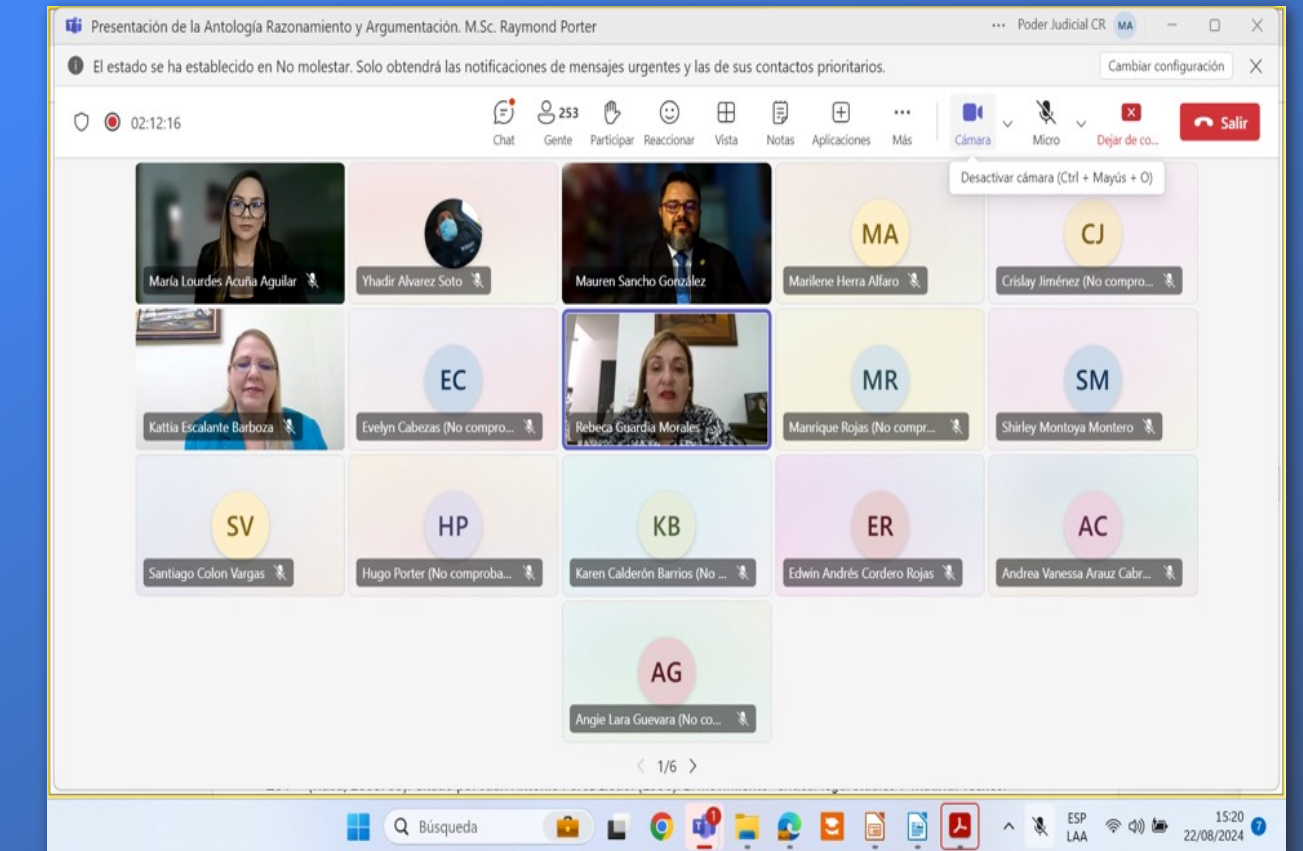 Presentación de la Antología Razonamiento y Argumentación. M.Sc. Raymond Porter
Poder Judicial CR MA
El estado se ha establecido en No molestar. Solo obtendrá las notificaciones de mensajes urgentes y las de sus contactos prioritarios.
Cambiar configuración
02:12:16
253
Chat Gente Participar Reaccionar Vista Notas Aplicaciones Más Cámara Micro Dejar de co...
Salir
Desactivar cámara (Ctrl + Mayús + O)
MA CJ
María Lourdes Acuña Aguilar Yhadir Alvarez Soto Mauren Sancho González Marilene Herra Alfaro Crislay Jiménez (No compro...
EC MR SM
Kattia Escalante Barboza Evelyn Cabezas (No compro... Rebeca Guardia Morales Manrique Rojas (No compr... Shirley Montoya Montero
SV HP KB ER AC
Santiago Colon Vargas Hugo Porter (No comproba... Karen Calderón Barrios (No ... Edwin Andrés Cordero Rojas Andrea Vanessa Arauz Cabr...
AG
Angie Lara Guevara (No co...
1/6
Búsqueda
1
ESP
LAA
15:20
22/08/2024
7